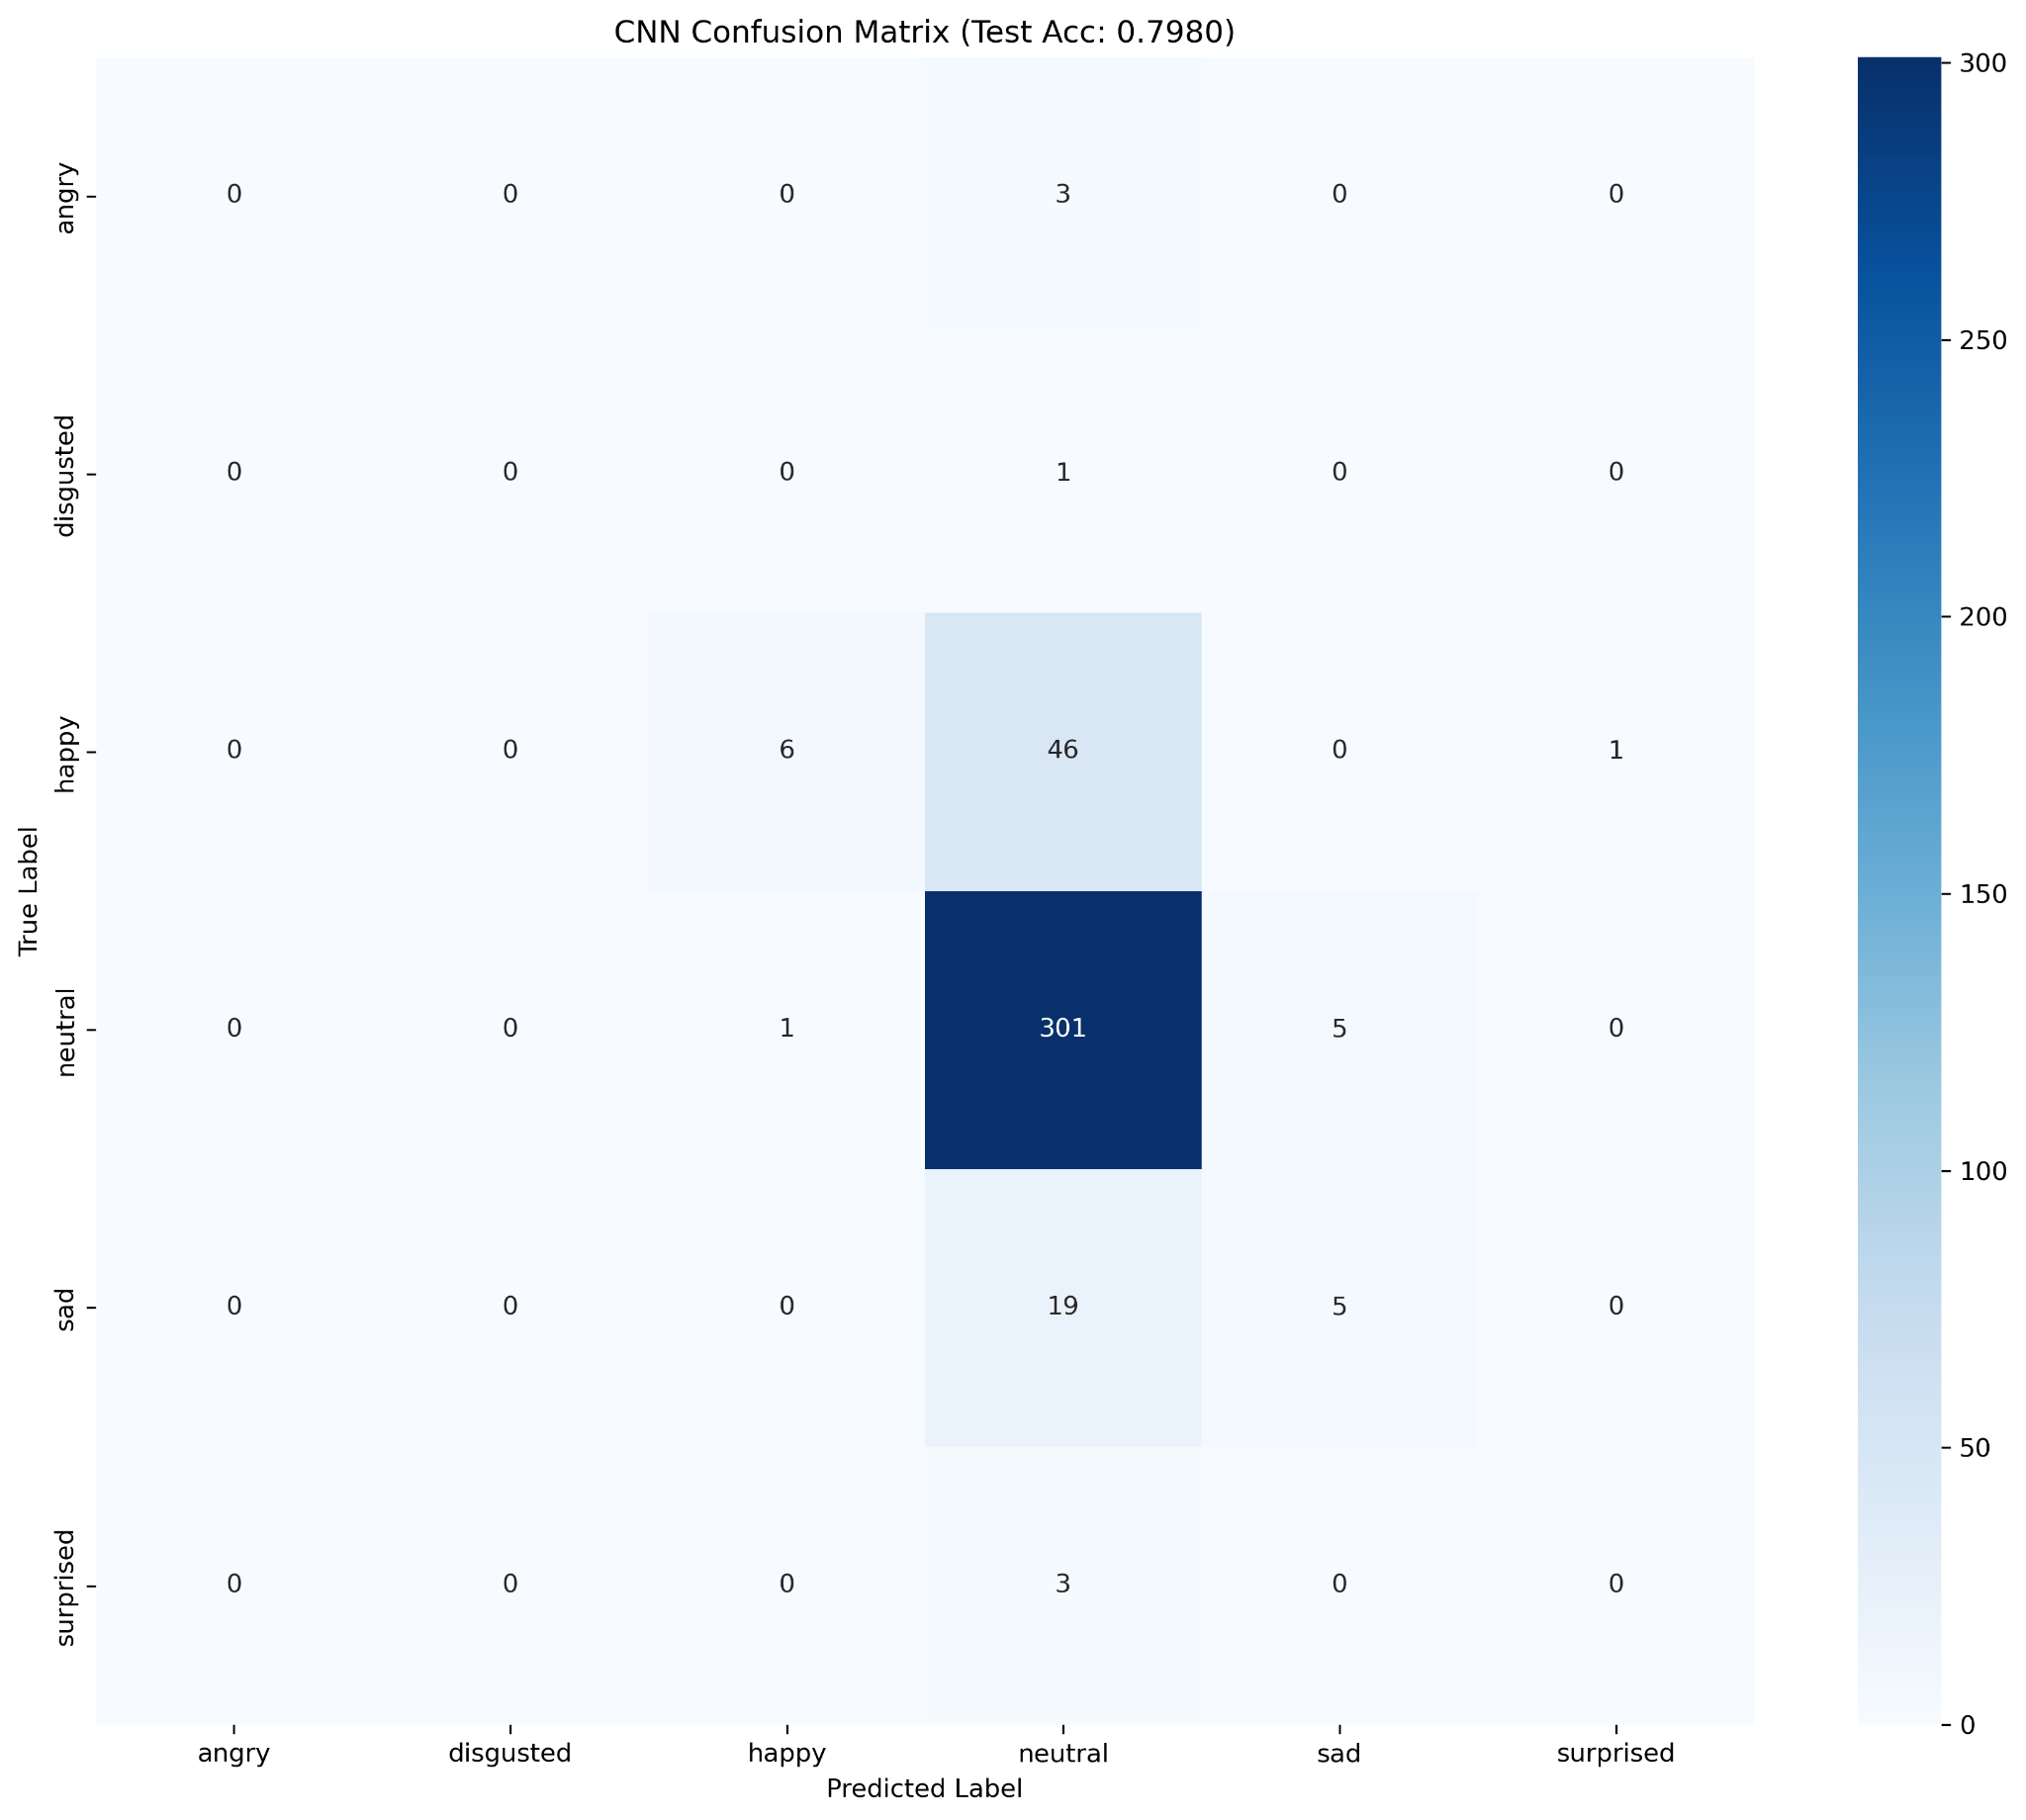 CNN Confusion Matrix (Test Acc: 0.7980)
True Label
angry 0 0 0 3 0 0
disgusted 0 0 0 1 0 0
happy 0 0 6 46 0 1
neutral 0 0 1 301 5 0
sad 0 0 0 19 5 0
surprised 0 0 0 3 0 0
angry disgusted happy neutral sad surprised
Predicted Label
300
250
200
150
100
50
0